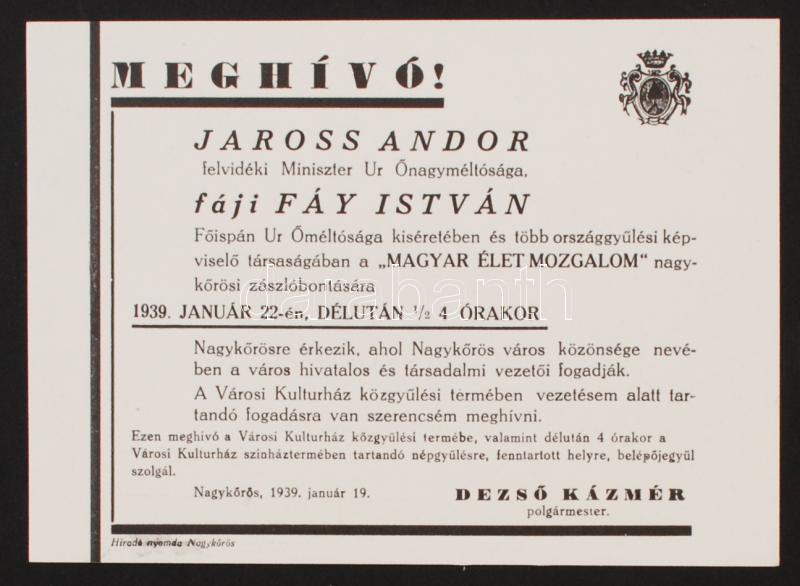 MEGHÍVÓ!
JAROSS ANDOR
felvidéki Miniszter Ur Őnagyméltósága,
fáji FÁY ISTVÁN
Főispán Ur Őméltósága kiséretében és több országgyűlési kép-
viselő társaságában a „MAGYAR ÉLET MOZGALOM“ nagy-
kőrösi zászlóbontására
1939. JANUÁR 22-én, DÉLUTÁN ½ 4 ÓRAKOR
Nagykőrösre érkezik, ahol Nagykőrös város közönsége nevé-
ben a város hivatalos és társadalmi vezetői fogadják.
A Városi Kulturház közgyűlési termében vezetésem alatt tar-
tandó fogadásra van szerencsém meghívni.
Ezen meghivó a Városi Kulturház közgyülési termébe, valamint délután 4 órakor a
Városi Kulturház szinháztermében tartandó népgyülésre, fenntartott helyre, belépőjegyül
szolgál.
Nagykőrös, 1939. január 19.
DEZSŐ KÁZMÉR
polgármester.
Hiradó nyomda Nagykőrös
darabanth